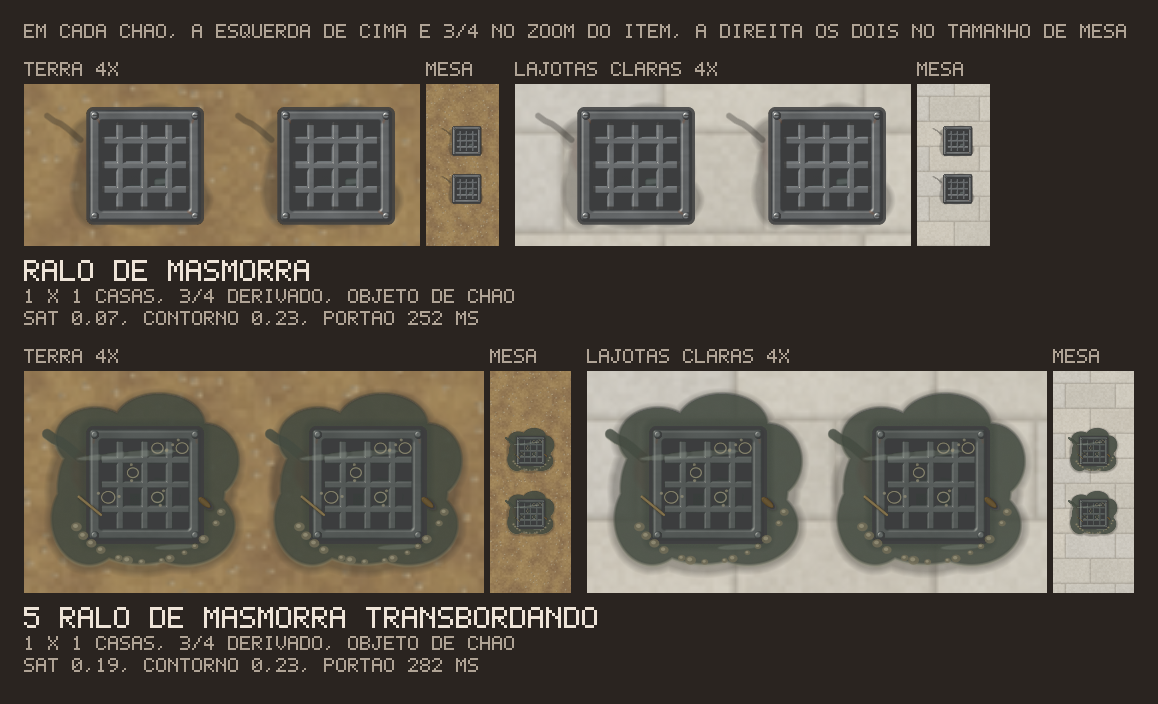 EM CADA CHAO, A ESQUERDA DE CIMA E 3/4 NO ZOOM DO ITEM, A DIREITA OS DOIS NO TAMANHO DE MESA
TERRA 4X MESA LAJOTAS CLARAS 4X MESA
RALO DE MASMORRA
1 X 1 CASAS, 3/4 DERIVADO, OBJETO DE CHAO
SAT 0,07, CONTORNO 0,23, PORTAO 252 MS
TERRA 4X MESA LAJOTAS CLARAS 4X MESA
5 RALO DE MASMORRA TRANSBORDANDO
1 X 1 CASAS, 3/4 DERIVADO, OBJETO DE CHAO
SAT 0,19, CONTORNO 0,23, PORTAO 282 MS